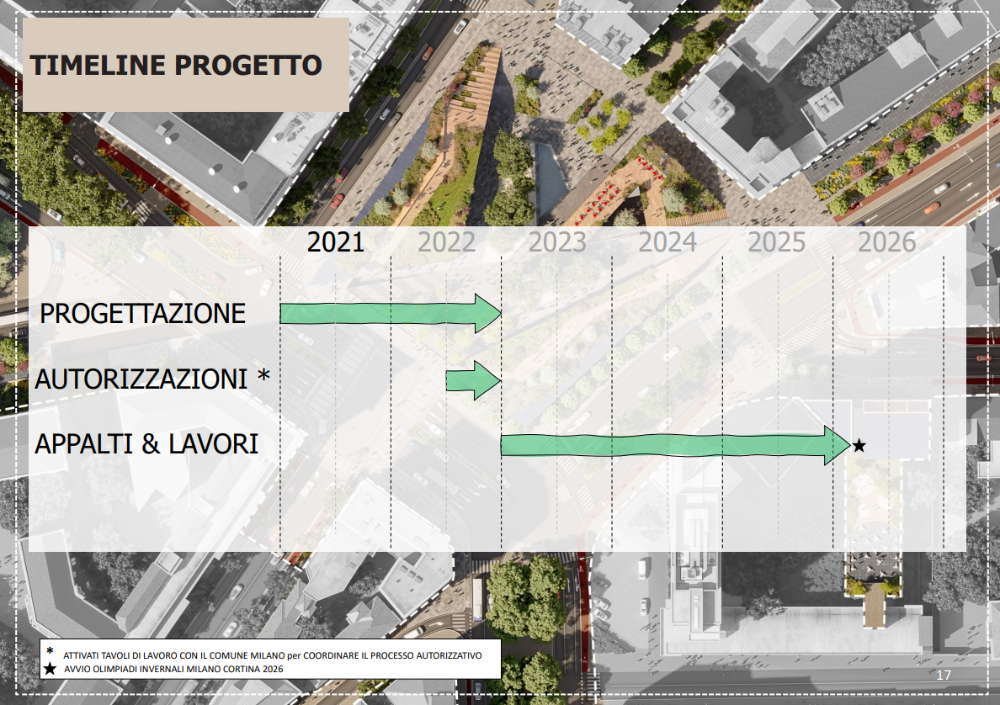 TIMELINE PROGETTO
2021 2022 2023 2024 2025 2026
PROGETTAZIONE
AUTORIZZAZIONI *
APPALTI & LAVORI
* ATTIVATI TAVOLI DI LAVORO CON IL COMUNE MILANO per COORDINARE IL PROCESSO AUTORIZZATIVO
★ AVVIO OLIMPIADI INVERNALI MILANO CORTINA 2026
17